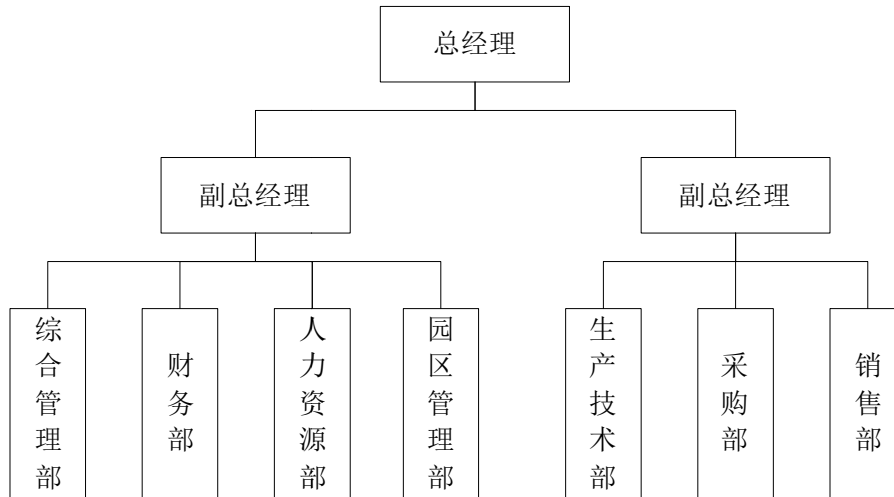 总经理
副总经理
副总经理
综合管理部
财务部
人力资源部
园区管理部
生产技术部
采购部
销售部